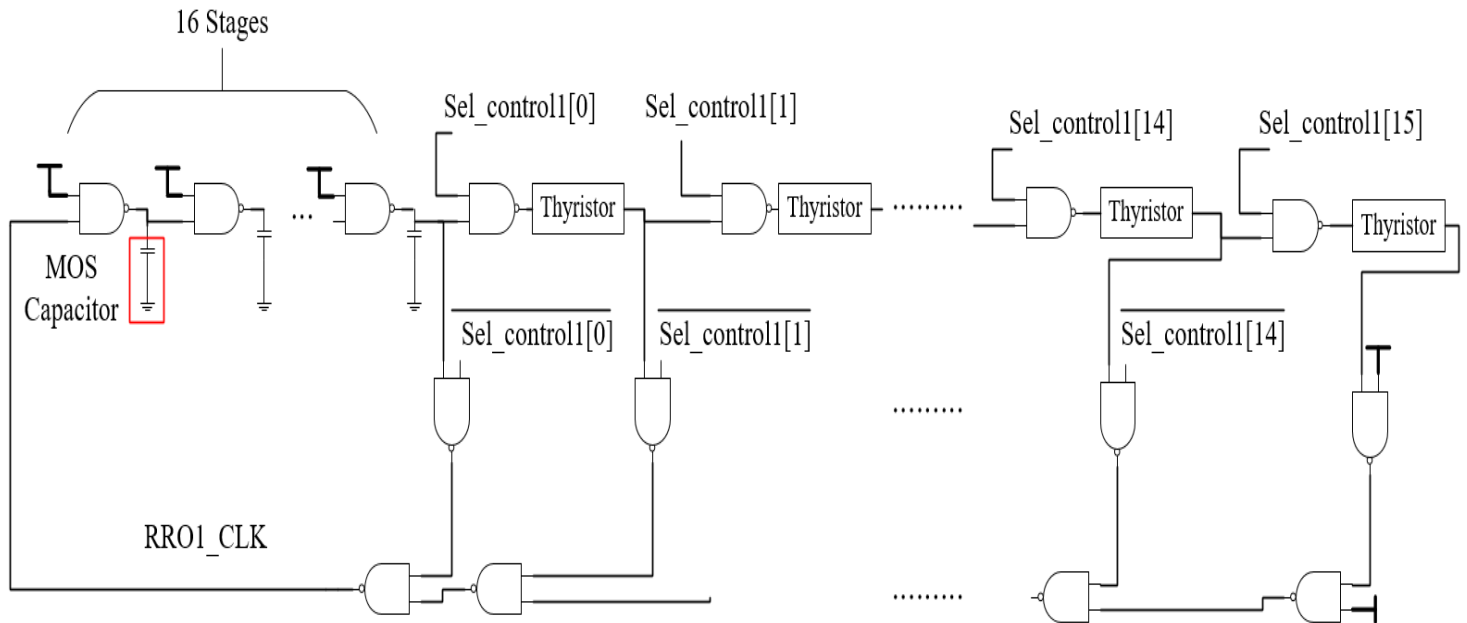 16 Stages
Sel_control1[0]
Sel_control1[1]
Sel_control1[14]
Sel_control1[15]
Thyristor
Thyristor
Thyristor
Thyristor
...
.........
MOS
Capacitor
Sel_control1[0]
Sel_control1[1]
Sel_control1[14]
.........
RRO1_CLK
.........